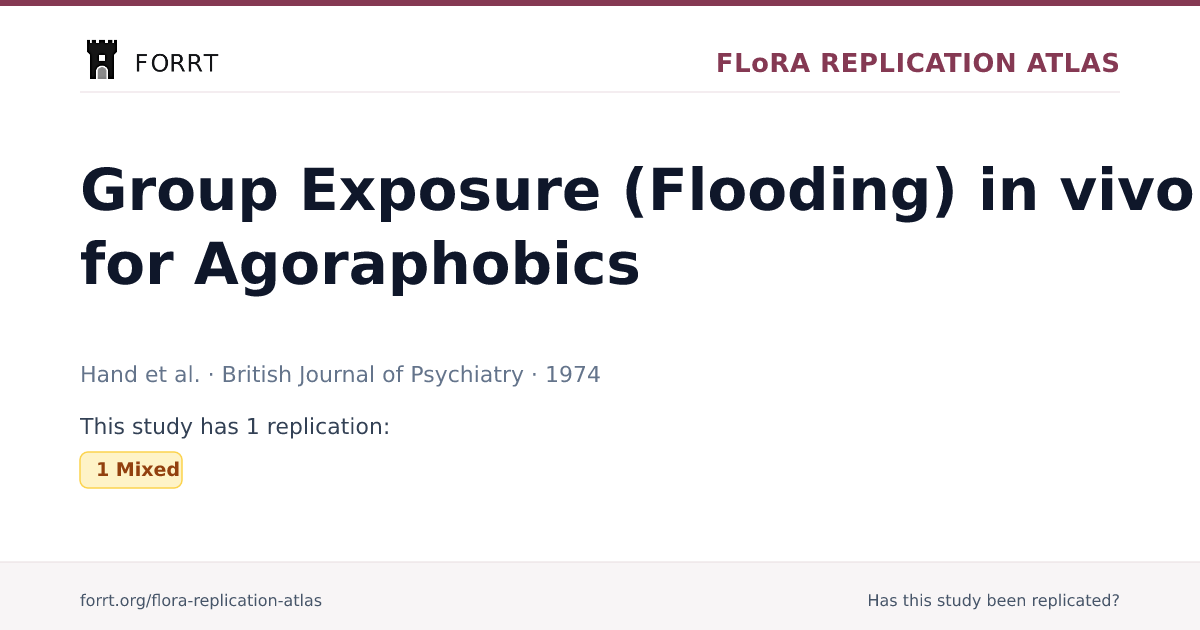 FORRT
FLoRA REPLICATION ATLAS
Group Exposure (Flooding) in vivo
for Agoraphobics
Hand et al. · British Journal of Psychiatry · 1974
This study has 1 replication:
1 Mixed
forrt.org/flora-replication-atlas
Has this study been replicated?